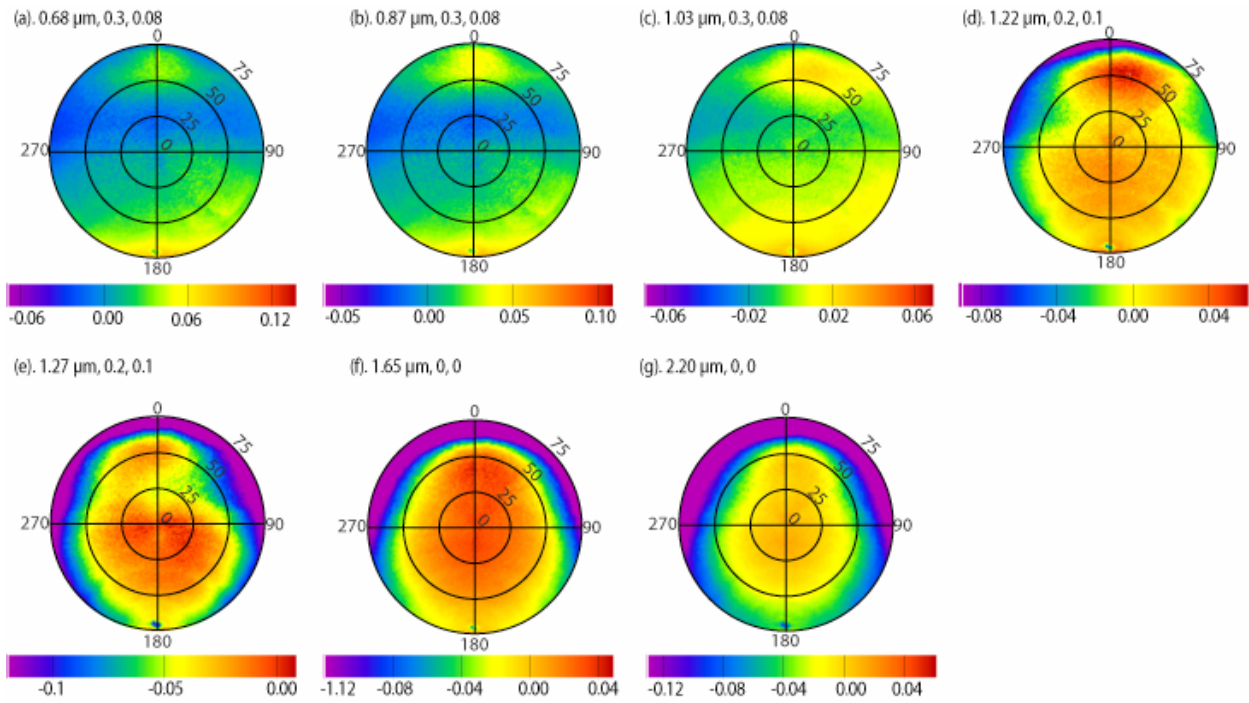 (a). 0.68 µm, 0.3, 0.08
(b). 0.87 µm, 0.3, 0.08
(c). 1.03 µm, 0.3, 0.08
(d). 1.22 µm, 0.2, 0.1
0 75 50 25 0 270 90 180
0 75 50 25 0 270 90 180
0 75 50 25 0 270 90 180
0 75 50 25 0 270 90 180
-0.06 0.00 0.06 0.12
-0.05 0.00 0.05 0.10
-0.06 -0.02 0.02 0.06
-0.08 -0.04 0.00 0.04
(e). 1.27 µm, 0.2, 0.1
(f). 1.65 µm, 0, 0
(g). 2.20 µm, 0, 0
0 75 50 25 0 270 90 180
0 75 50 25 0 270 90 180
0 75 50 25 0 270 90 180
-0.1 -0.05 0.00
-1.12 -0.08 -0.04 0.00 0.04
-0.12 -0.08 -0.04 0.00 0.04